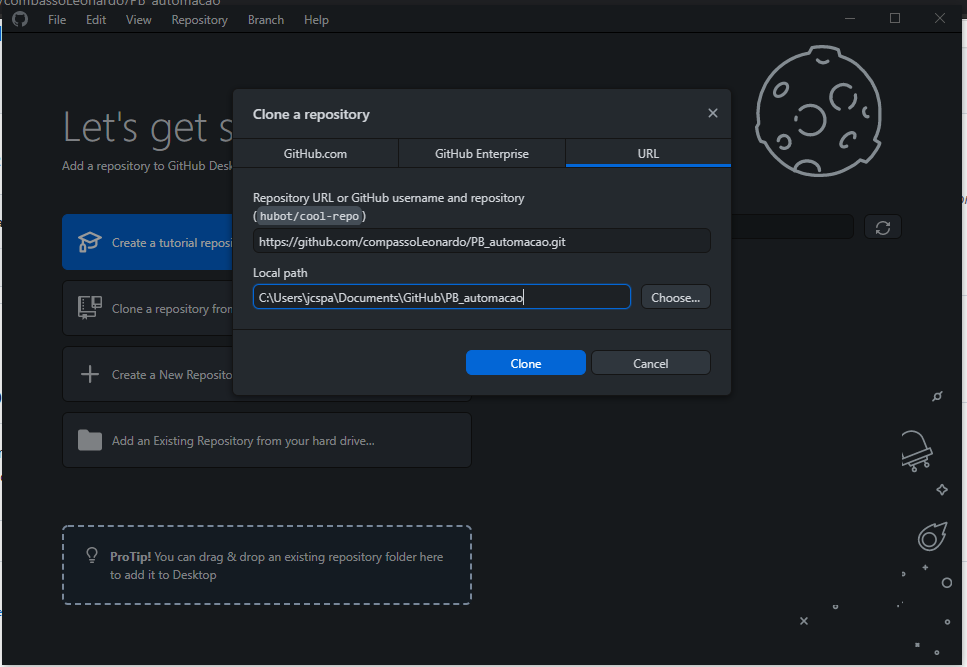 /compassoLeonardo/PB_automacao
File Edit View Repository Branch Help
Let's get s
Add a repository to GitHub Desk
Create a tutorial reposi
Clone a repository from
Create a New Reposito
Add an Existing Repository from your hard drive...
ProTip! You can drag & drop an existing repository folder here
to add it to Desktop
Clone a repository
GitHub.com GitHub Enterprise URL
Repository URL or GitHub username and repository
(hubot/cool-repo)
https://github.com/compassoLeonardo/PB_automacao.git
Local path
C:\Users\jcspa\Documents\GitHub\PB_automacao
Choose...
Clone Cancel